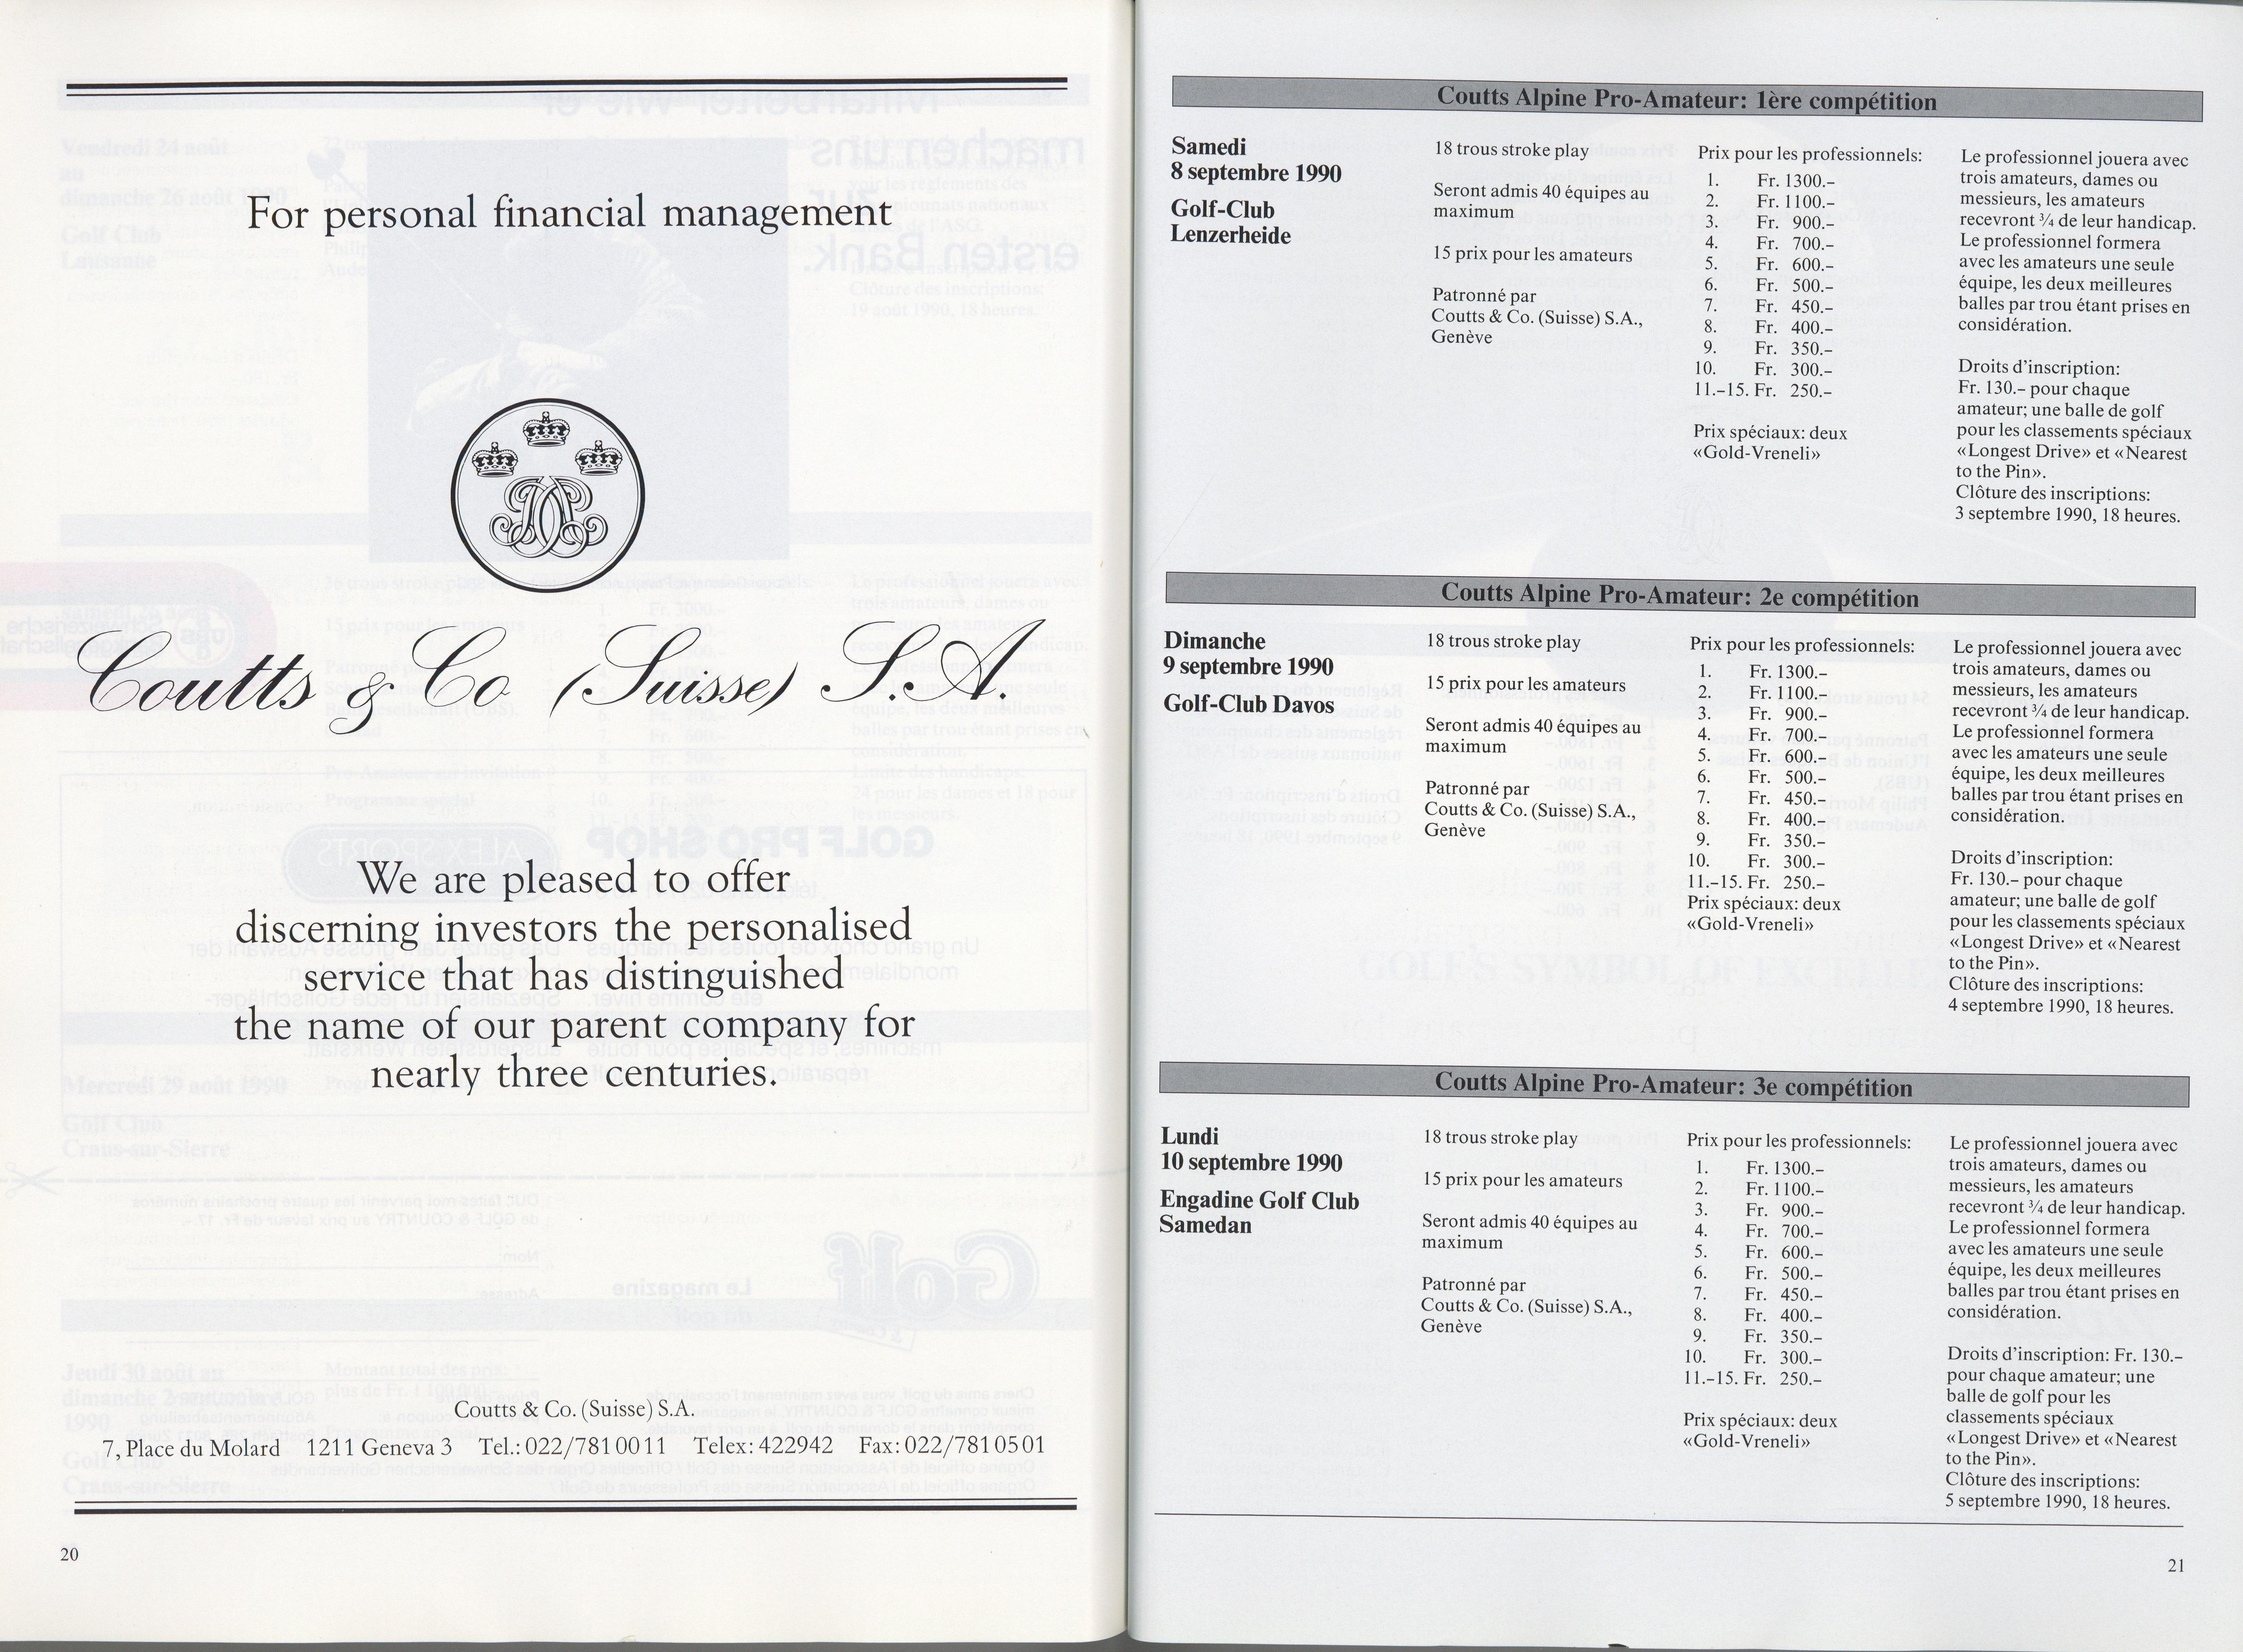 For personal financial management
Coutts & Co (Suisse) S.A.
We are pleased to offer
discerning investors the personalised
service that has distinguished
the name of our parent company for
nearly three centuries.
Coutts & Co. (Suisse) S.A.
7, Place du Molard 1211 Geneva 3 Tel.: 022/781 00 11 Telex: 422942 Fax: 022/781 05 01
20
Coutts Alpine Pro-Amateur: 1ère compétition
Samedi
8 septembre 1990
Golf-Club
Lenzerheide
18 trous stroke play
Seront admis 40 équipes au
maximum
15 prix pour les amateurs
Patronné par
Coutts & Co. (Suisse) S.A.,
Genève
Prix pour les professionnels:
1. Fr. 1300.–
2. Fr. 1100.–
3. Fr. 900.–
4. Fr. 700.–
5. Fr. 600.–
6. Fr. 500.–
7. Fr. 450.–
8. Fr. 400.–
9. Fr. 350.–
10. Fr. 300.–
11.–15. Fr. 250.–
Prix spéciaux: deux
«Gold-Vreneli»
Le professionnel jouera avec
trois amateurs, dames ou
messieurs, les amateurs
recevront ¾ de leur handicap.
Le professionnel formera
avec les amateurs une seule
équipe, les deux meilleures
balles par trou étant prises en
considération.
Droits d'inscription:
Fr. 130.– pour chaque
amateur; une balle de golf
pour les classements spéciaux
«Longest Drive» et «Nearest
to the Pin».
Clôture des inscriptions:
3 septembre 1990, 18 heures.
Coutts Alpine Pro-Amateur: 2e compétition
Dimanche
9 septembre 1990
Golf-Club Davos
18 trous stroke play
15 prix pour les amateurs
Seront admis 40 équipes au
maximum
Patronné par
Coutts & Co. (Suisse) S.A.,
Genève
Prix pour les professionnels:
1. Fr. 1300.–
2. Fr. 1100.–
3. Fr. 900.–
4. Fr. 700.–
5. Fr. 600.–
6. Fr. 500.–
7. Fr. 450.–
8. Fr. 400.–
9. Fr. 350.–
10. Fr. 300.–
11.–15. Fr. 250.–
Prix spéciaux: deux
«Gold-Vreneli»
Le professionnel jouera avec
trois amateurs, dames ou
messieurs, les amateurs
recevront ¾ de leur handicap.
Le professionnel formera
avec les amateurs une seule
équipe, les deux meilleures
balles par trou étant prises en
considération.
Droits d'inscription:
Fr. 130.– pour chaque
amateur; une balle de golf
pour les classements spéciaux
«Longest Drive» et «Nearest
to the Pin».
Clôture des inscriptions:
4 septembre 1990, 18 heures.
Coutts Alpine Pro-Amateur: 3e compétition
Lundi
10 septembre 1990
Engadine Golf Club
Samedan
18 trous stroke play
15 prix pour les amateurs
Seront admis 40 équipes au
maximum
Patronné par
Coutts & Co. (Suisse) S.A.,
Genève
Prix pour les professionnels:
1. Fr. 1300.–
2. Fr. 1100.–
3. Fr. 900.–
4. Fr. 700.–
5. Fr. 600.–
6. Fr. 500.–
7. Fr. 450.–
8. Fr. 400.–
9. Fr. 350.–
10. Fr. 300.–
11.–15. Fr. 250.–
Prix spéciaux: deux
«Gold-Vreneli»
Le professionnel jouera avec
trois amateurs, dames ou
messieurs, les amateurs
recevront ¾ de leur handicap.
Le professionnel formera
avec les amateurs une seule
équipe, les deux meilleures
balles par trou étant prises en
considération.
Droits d'inscription: Fr. 130.–
pour chaque amateur; une
balle de golf pour les
classements spéciaux
«Longest Drive» et «Nearest
to the Pin».
Clôture des inscriptions:
5 septembre 1990, 18 heures.
21